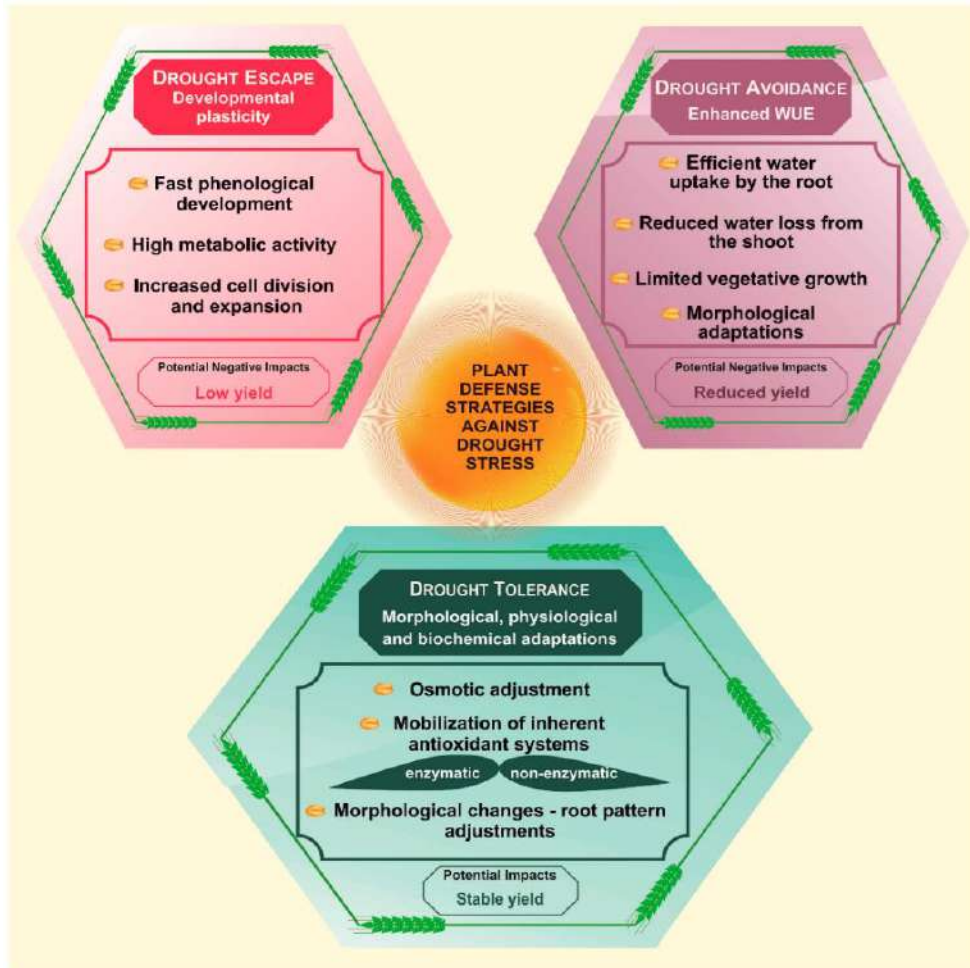 DROUGHT ESCAPE
Developmental
plasticity
Fast phenological
development
High metabolic activity
Increased cell division
and expansion
Potential Negative Impacts
Low yield
DROUGHT AVOIDANCE
Enhanced WUE
Efficient water
uptake by the root
Reduced water loss from
the shoot
Limited vegetative growth
Morphological
adaptations
Potential Negative Impacts
Reduced yield
PLANT
DEFENSE
STRATEGIES
AGAINST
DROUGHT
STRESS
DROUGHT TOLERANCE
Morphological, physiological
and biochemical adaptations
Osmotic adjustment
Mobilization of inherent
antioxidant systems
enzymatic non-enzymatic
Morphological changes - root pattern
adjustments
Potential Impacts
Stable yield